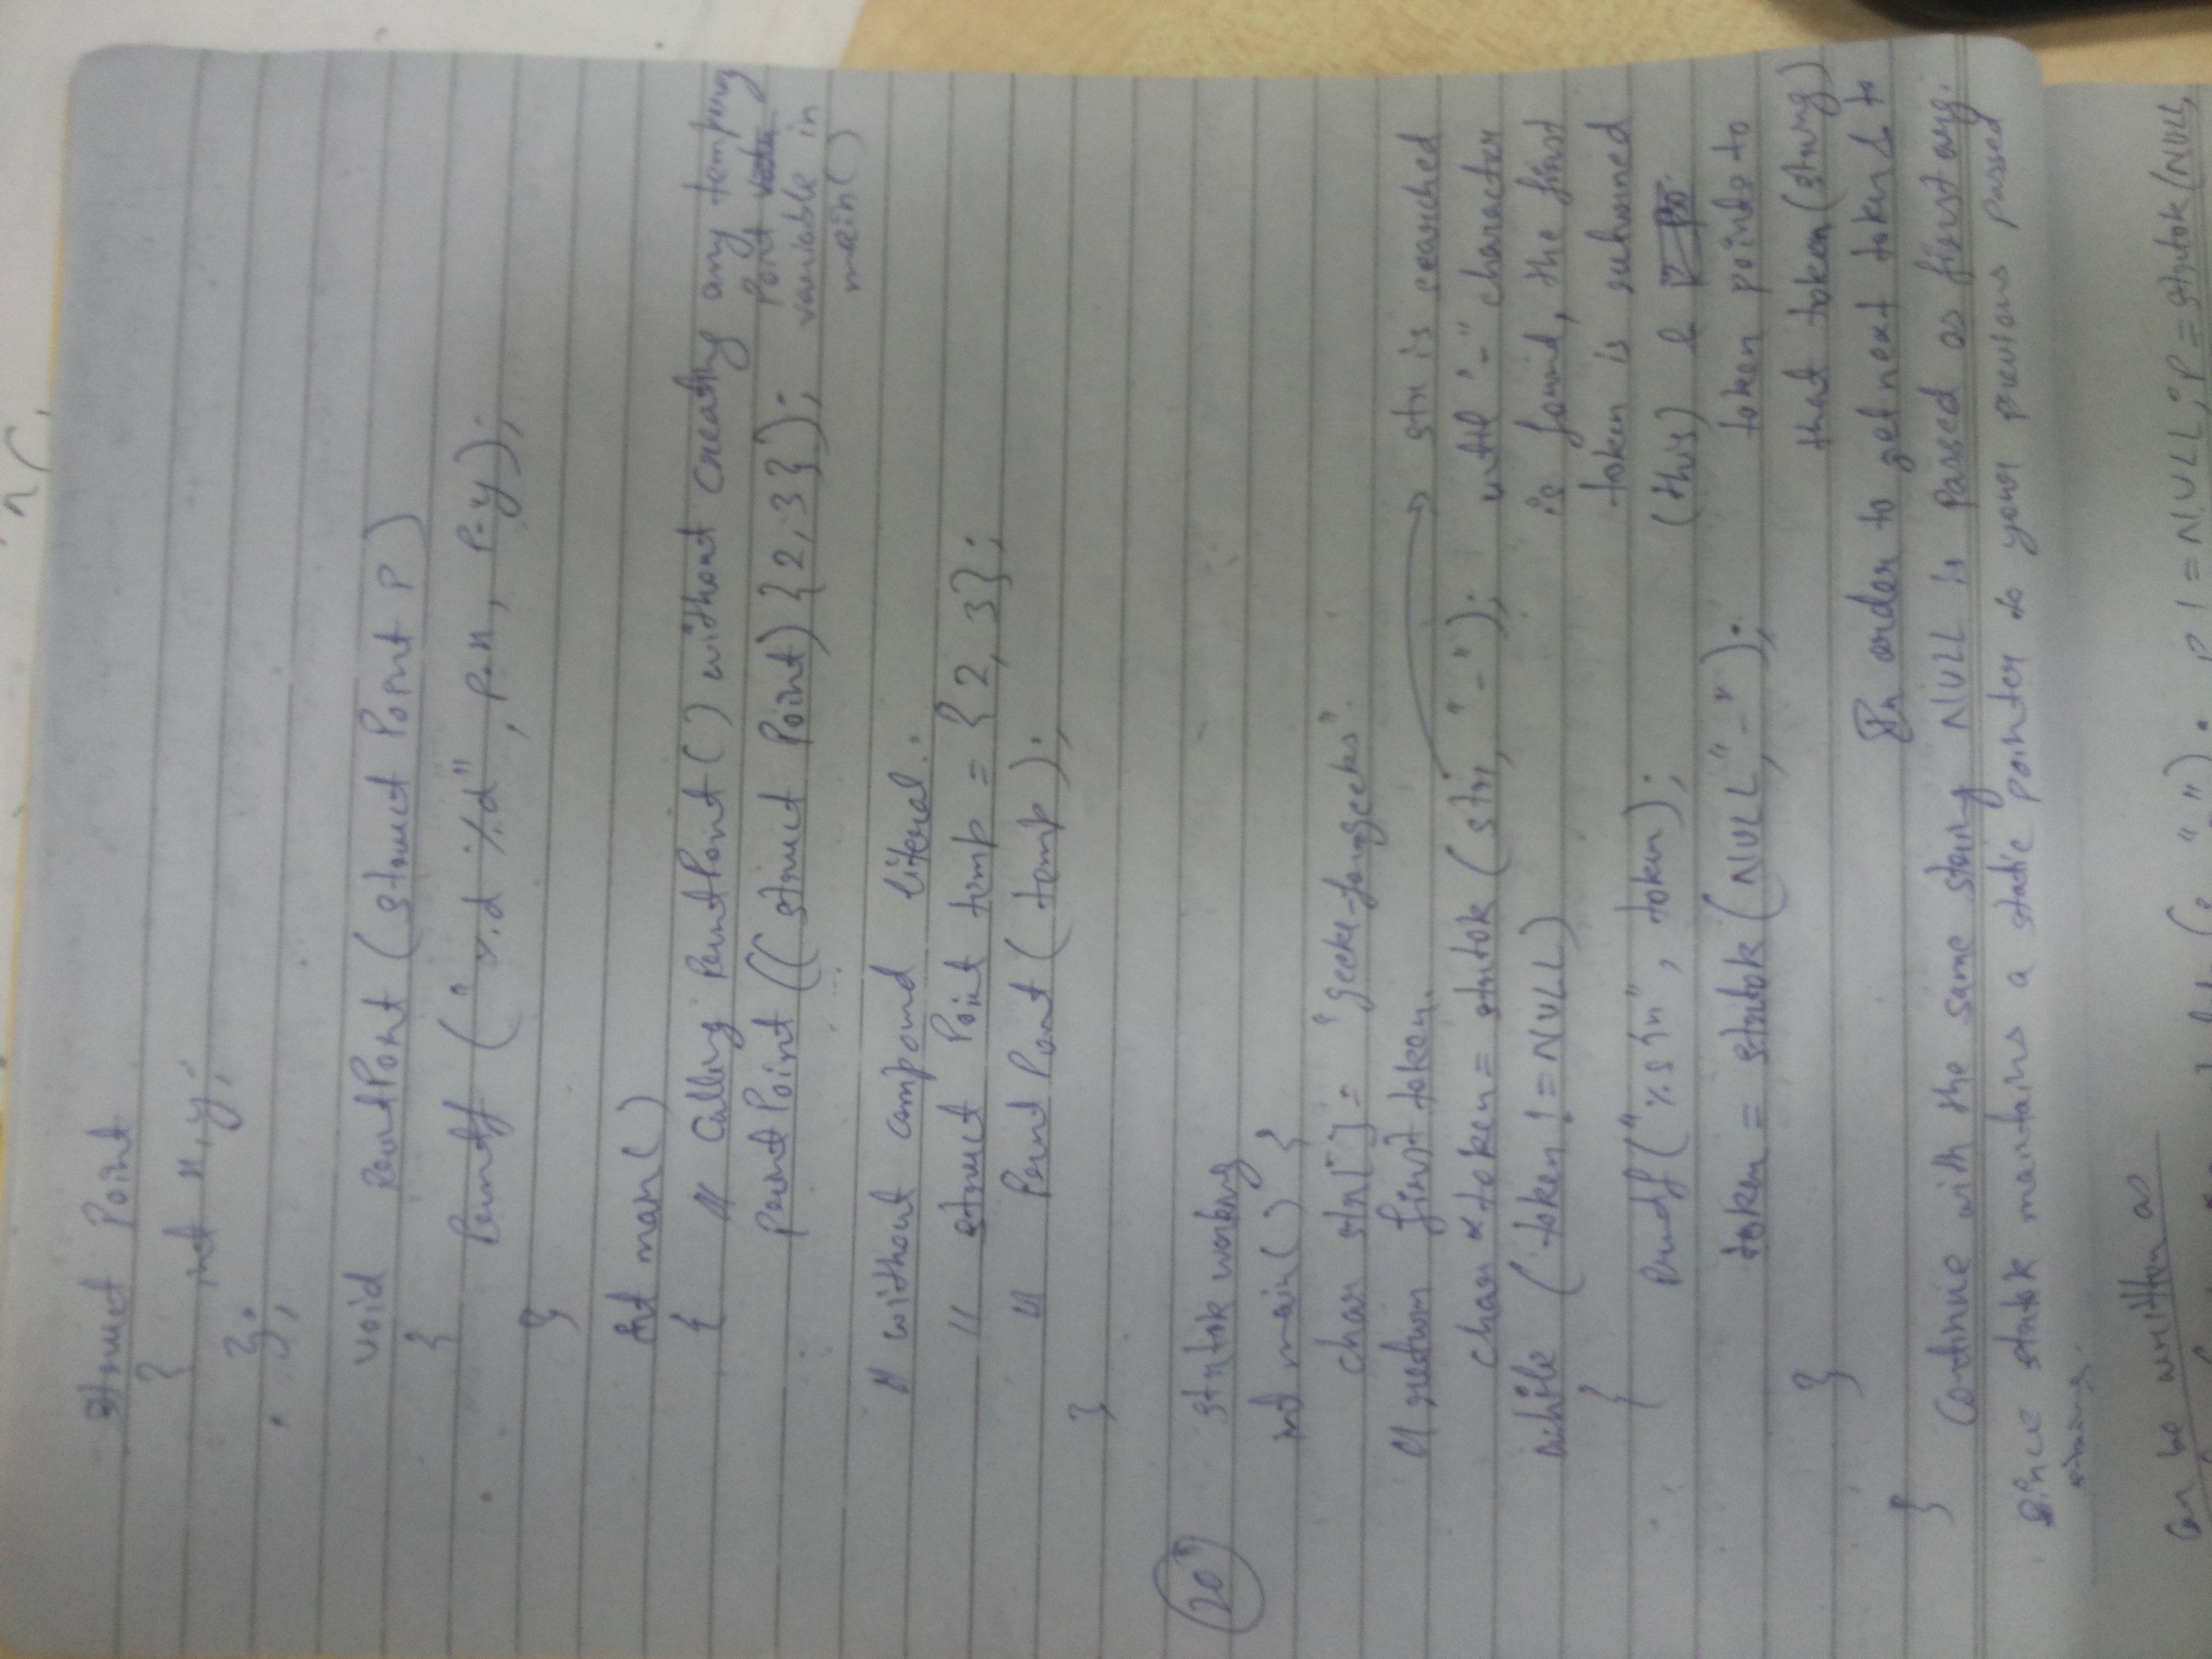 struct Point
{ int x, y;
};
void printPoint (struct Point p)
{
Printf ("%d %d", p.x, p.y);
}
int main()
{ // Calling PrintPoint() without creating any temporary
Point variable in main()
printPoint((struct Point) {2, 3});
// without compound literal.
// struct Point temp = {2, 3};
// PrintPoint(temp);
}
20 strtok working
int main() {
char str[] = "geeks-for-geeks".
// return first token.
char *token = strtok (str, "-");
while (token != NULL)
{
Printf("%s\n", token);
token = strtok (NULL, "-");
}
}
str is searched
until "-" character
is found, the first
token is returned
(this) &
token points to
that token (string)
In order to get next token & to
Continue with the same string NULL is passed as first arg.
since strtok maintains a static pointer to your previous passed
string.
Can be written as
"-"); p != NULL; p = strtok(NULL,